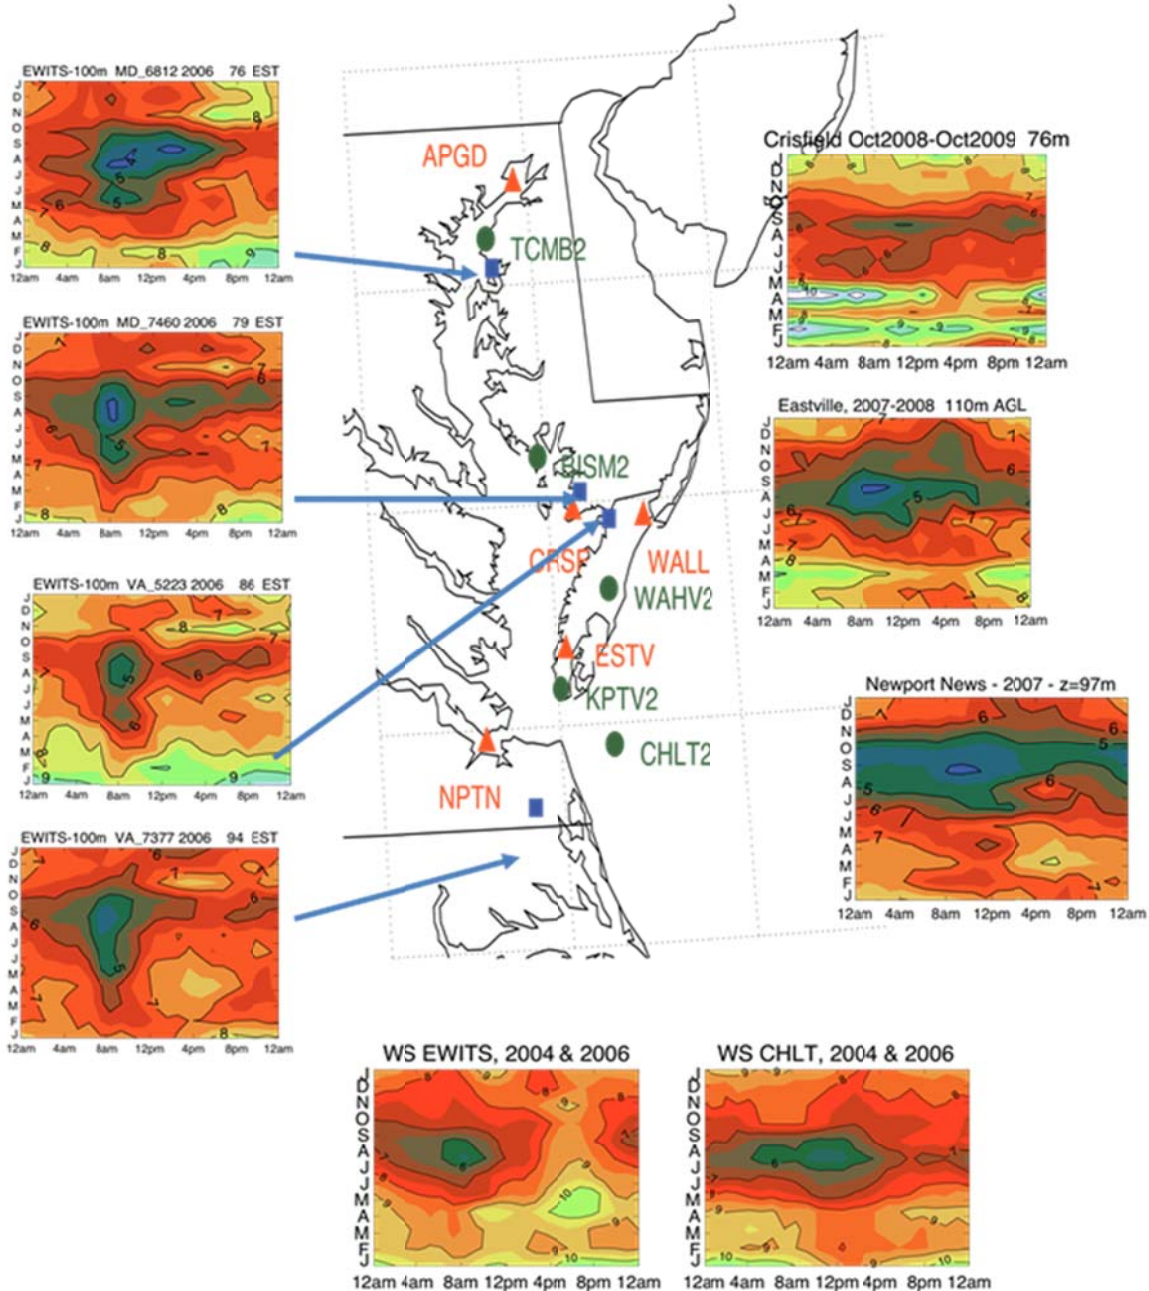 EWITS-100m MD_6812 2006 76 EST
J D N O S A J J M A M F J
12am 4am 8am 12pm 4pm 8pm 12am
EWITS-100m MD_7460 2006 79 EST
J D N O S A J J M A M F J
12am 4am 8am 12pm 4pm 8pm 12am
EWITS-100m VA_5223 2006 86 EST
J D N O S A J J M A M F J
12am 4am 8am 12pm 4pm 8pm 12am
EWITS-100m VA_7377 2006 94 EST
J D N O S A J J M A M F J
12am 4am 8am 12pm 4pm 8pm 12am
APGD
TCMB2
BISM2
CRSF
WALL
WAHV2
ESTV
KPTV2
CHLT2
NPTN
Crisfield Oct2008-Oct2009 76m
J D N O S A J J M A M F J
12am 4am 8am 12pm 4pm 8pm 12am
Eastville, 2007-2008 110m AGL
J D N O S A J J M A M F J
12am 4am 8am 12pm 4pm 8pm 12am
Newport News - 2007 - z=97m
J D N O S A J J M A M F J
12am 4am 8am 12pm 4pm 8pm 12am
WS EWITS, 2004 & 2006
J D N O S A J J M A M F J
12am 4am 8am 12pm 4pm 8pm 12am
WS CHLT, 2004 & 2006
J D N O S A J J M A M F J
12am 4am 8am 12pm 4pm 8pm 12am